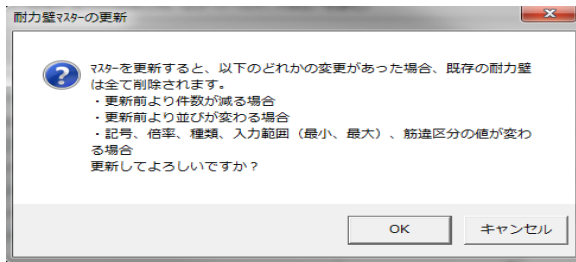 耐力壁ﾏｽﾀｰの更新
ﾏｽﾀｰを更新すると、以下のどれかの変更があった場合、既存の耐力壁
は全て削除されます。
・更新前より件数が減る場合
・更新前より並びが変わる場合
・記号、倍率、種類、入力範囲（最小、最大）、筋違区分の値が変わ
る場合
更新してよろしいですか？
OK
キャンセル